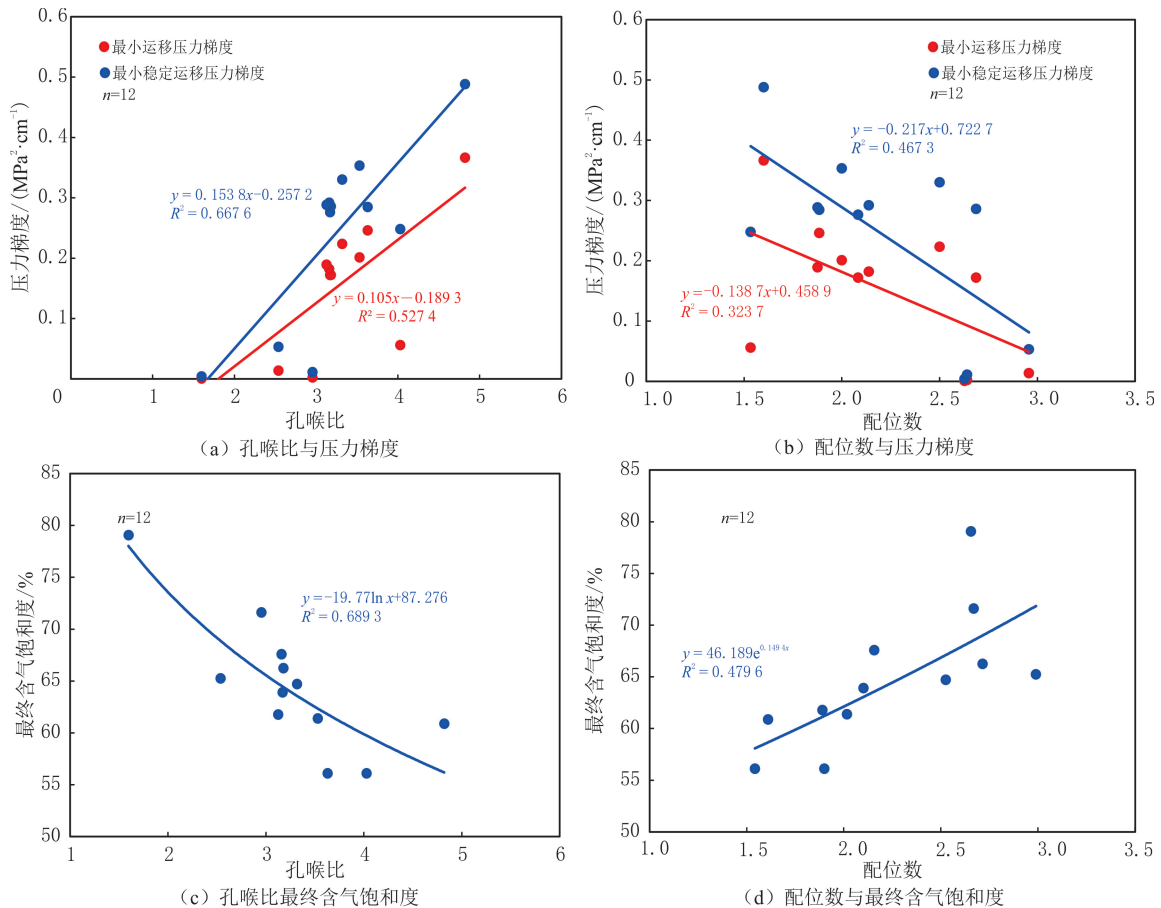 0.6
0.5
0.4
0.3
0.2
0.1
压力梯度/(MPa²·cm⁻¹)
最小运移压力梯度
最小稳定运移压力梯度
n=12
y=0.153 8x-0.257 2
R²=0.667 6
y=0.105x-0.189 3
R²=0.527 4
0 1 2 3 4 5 6
孔喉比
(a) 孔喉比与压力梯度
0.6
0.5
0.4
0.3
0.2
0.1
0
压力梯度/(MPa²·cm⁻¹)
最小运移压力梯度
最小稳定运移压力梯度
n=12
y=-0.217x+0.722 7
R²=0.467 3
y=-0.138 7x+0.458 9
R²=0.323 7
1.0 1.5 2.0 2.5 3.0 3.5
配位数
(b) 配位数与压力梯度
85
80
75
70
65
60
55
50
最终含气饱和度/%
n=12
y=-19.77ln x+87.276
R²=0.689 3
1 2 3 4 5 6
孔喉比
(c) 孔喉比最终含气饱和度
85
80
75
70
65
60
55
50
最终含气饱和度/%
n=12
y=46.189e^0.149 4x
R²=0.479 6
1.0 1.5 2.0 2.5 3.0 3.5
配位数
(d) 配位数与最终含气饱和度